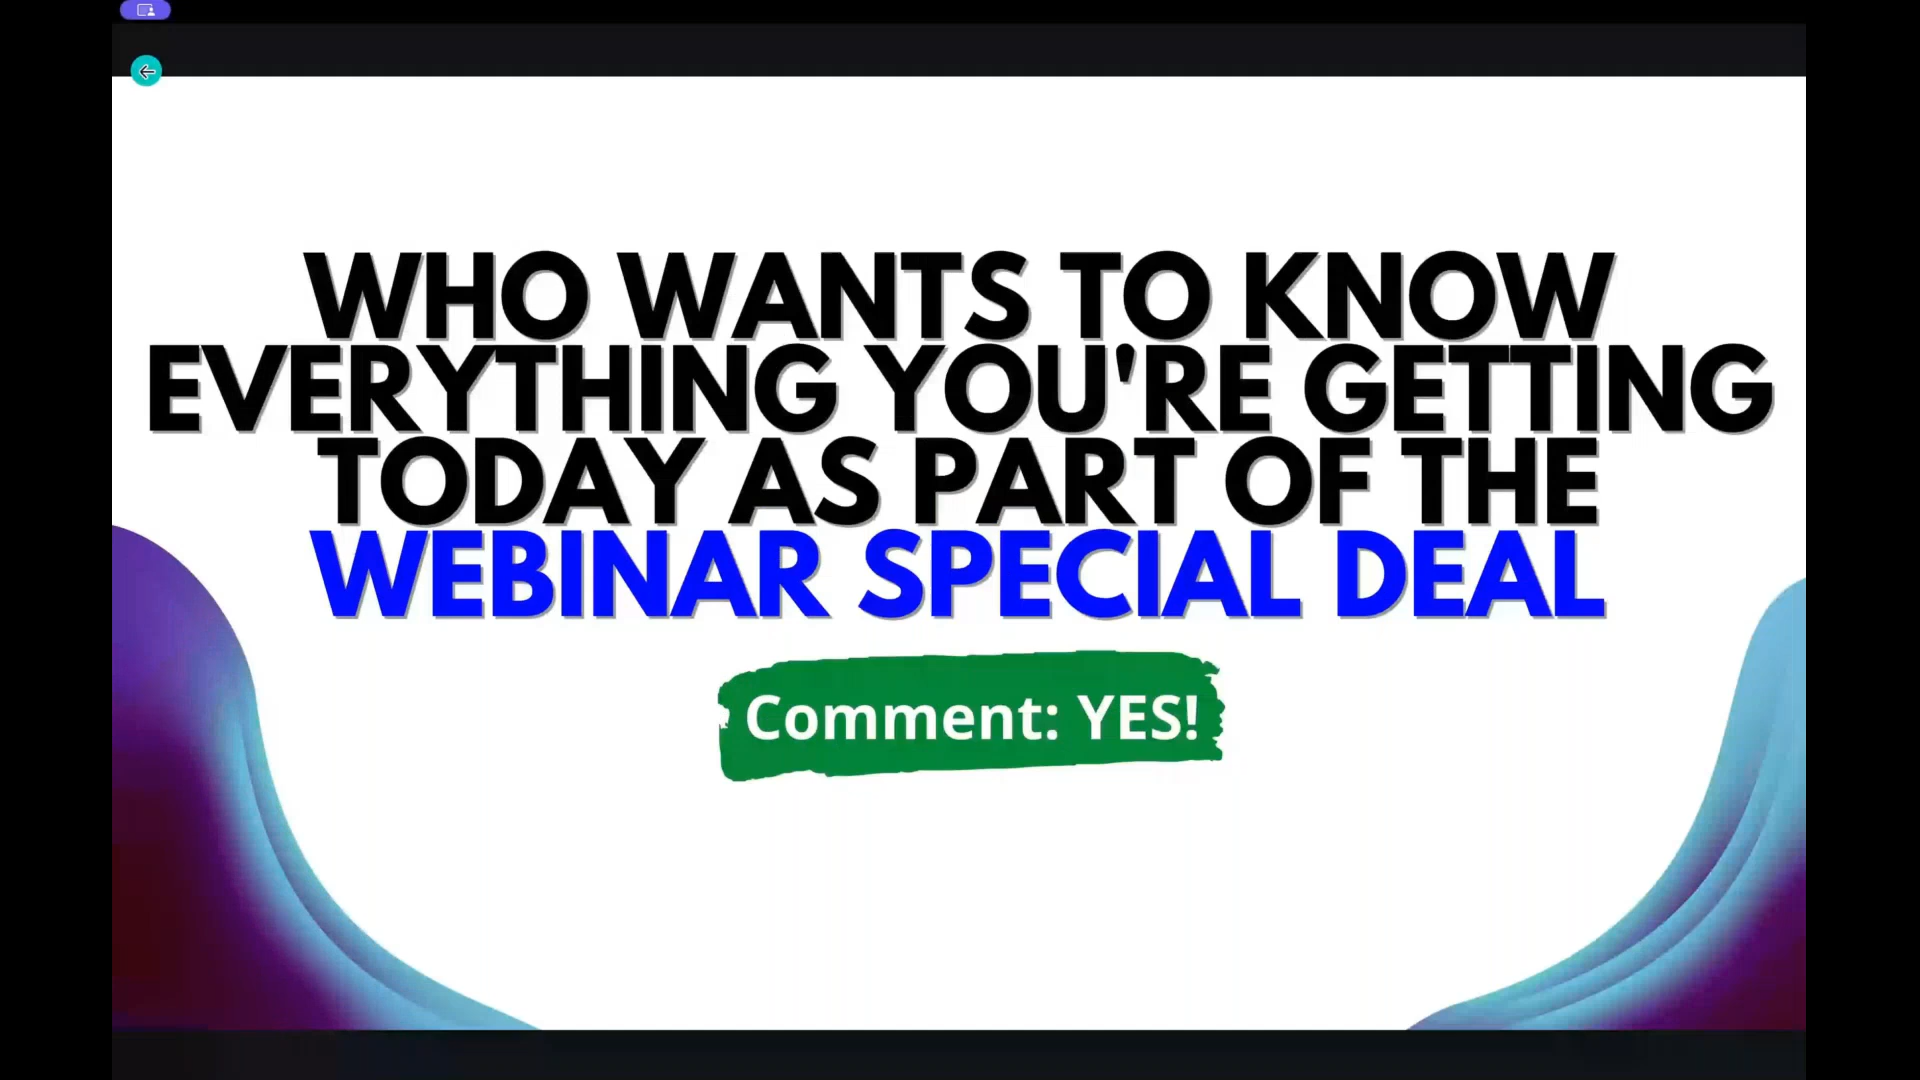 WHO WANTS TO KNOW
EVERYTHING YOU'RE GETTING
TODAY AS PART OF THE
WEBINAR SPECIAL DEAL
Comment: YES!